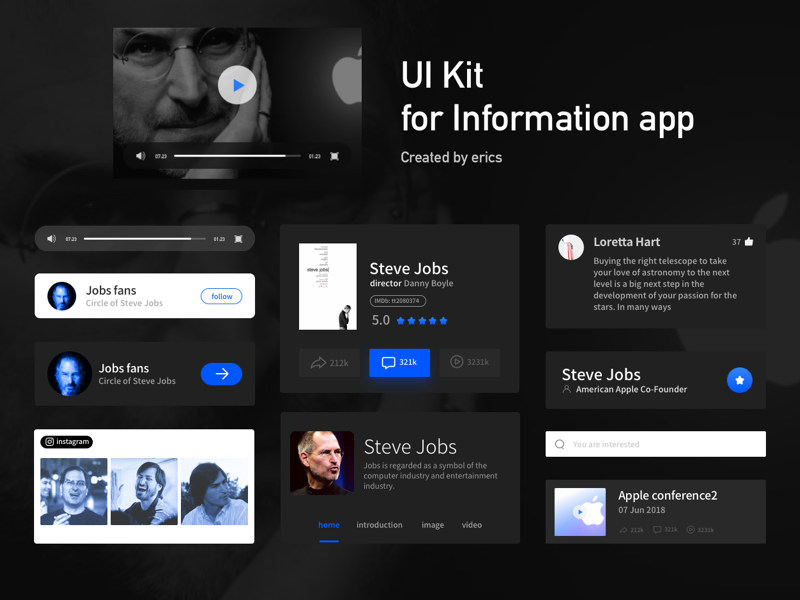 UI Kit
for Information app
Created by erics
07:23
01:23
07:23
01:23
Jobs fans
Circle of Steve Jobs
follow
Jobs fans
Circle of Steve Jobs
instagram
steve jobs
Steve Jobs
director Danny Boyle
IMDb: tt2080374
5.0
212k
321k
3231k
Steve Jobs
Jobs is regarded as a symbol of the
computer industry and entertainment
industry.
home
introduction
image
video
Loretta Hart
37
Buying the right telescope to take
your love of astronomy to the next
level is a big next step in the
development of your passion for the
stars. In many ways
Steve Jobs
American Apple Co-Founder
You are interested
Apple conference2
07 Jun 2018
212k
321k
3231k